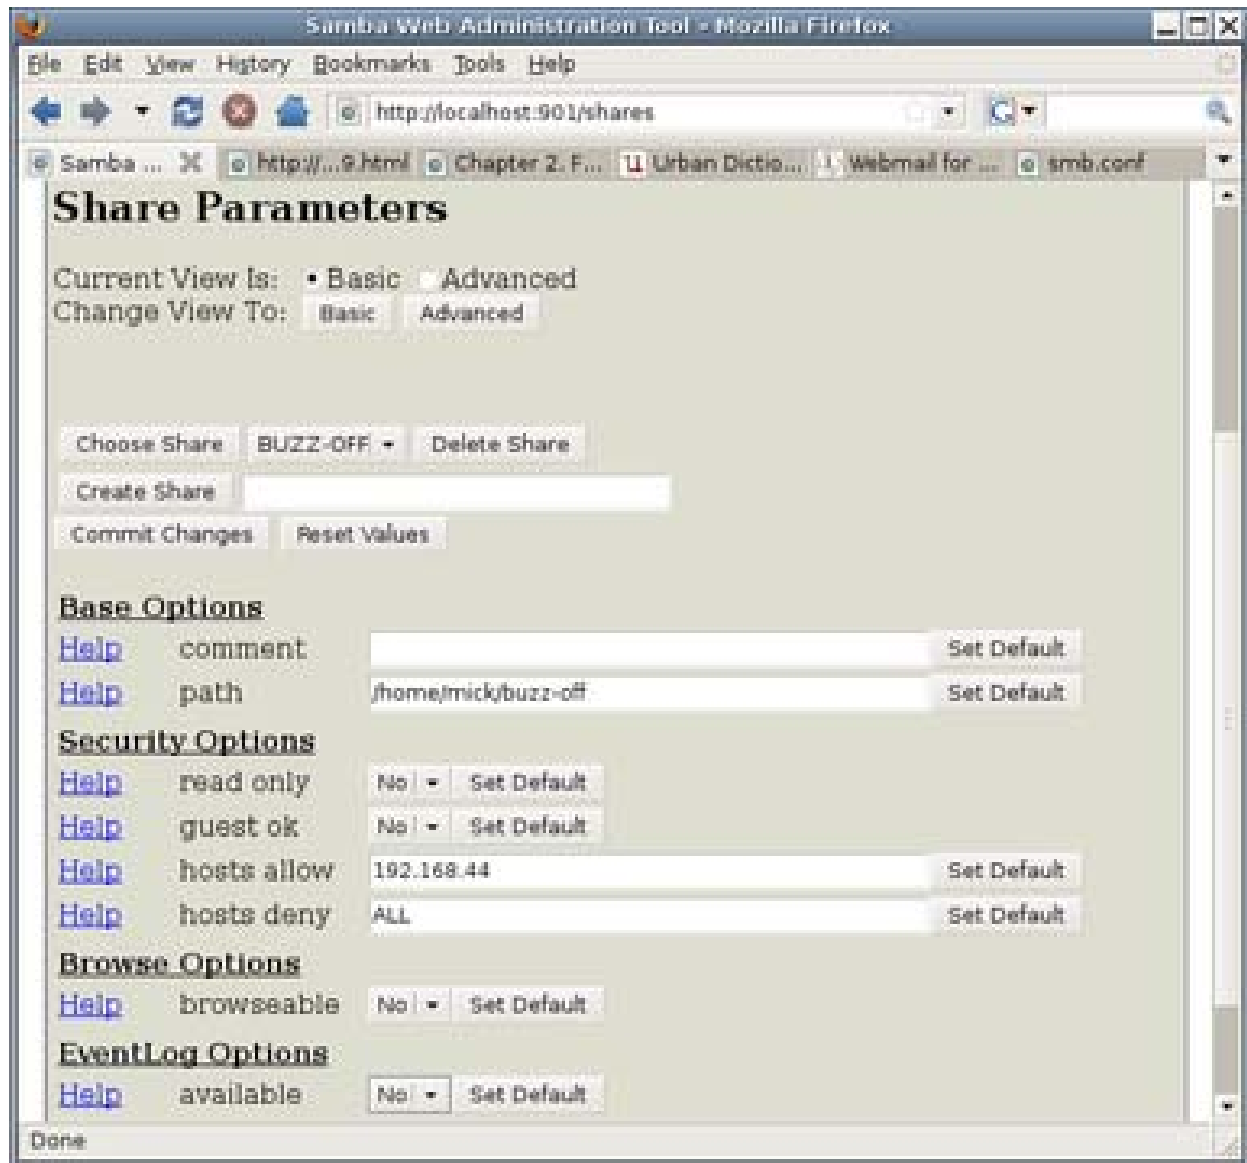 Samba Web Administration Tool - Mozilla Firefox
File Edit View History Bookmarks Tools Help
http://localhost:901/shares
Samba ... http://...9.html Chapter 2. F... Urban Dictio... Webmail for ... smb.conf
Share Parameters
Current View Is: Basic Advanced
Change View To: Basic Advanced
Choose Share BUZZ-OFF Delete Share
Create Share
Commit Changes Reset Values
Base Options
Help comment Set Default
Help path /home/mick/buzz-off Set Default
Security Options
Help read only No Set Default
Help guest ok No Set Default
Help hosts allow 192.168.44 Set Default
Help hosts deny ALL Set Default
Browse Options
Help browseable No Set Default
EventLog Options
Help available No Set Default
Done